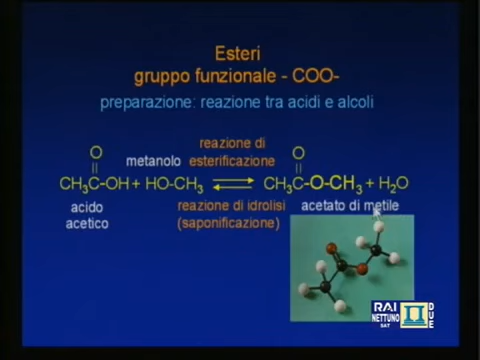 Esteri
gruppo funzionale - COO-
preparazione: reazione tra acidi e alcoli
reazione di
metanolo esterificazione
O
O
CH₃C-OH + HO-CH₃ ⇌ CH₃C-O-CH₃ + H₂O
acido
acetico
reazione di idrolisi
(saponificazione)
acetato di metile
RAI
NETTUNO
SAT
DUE